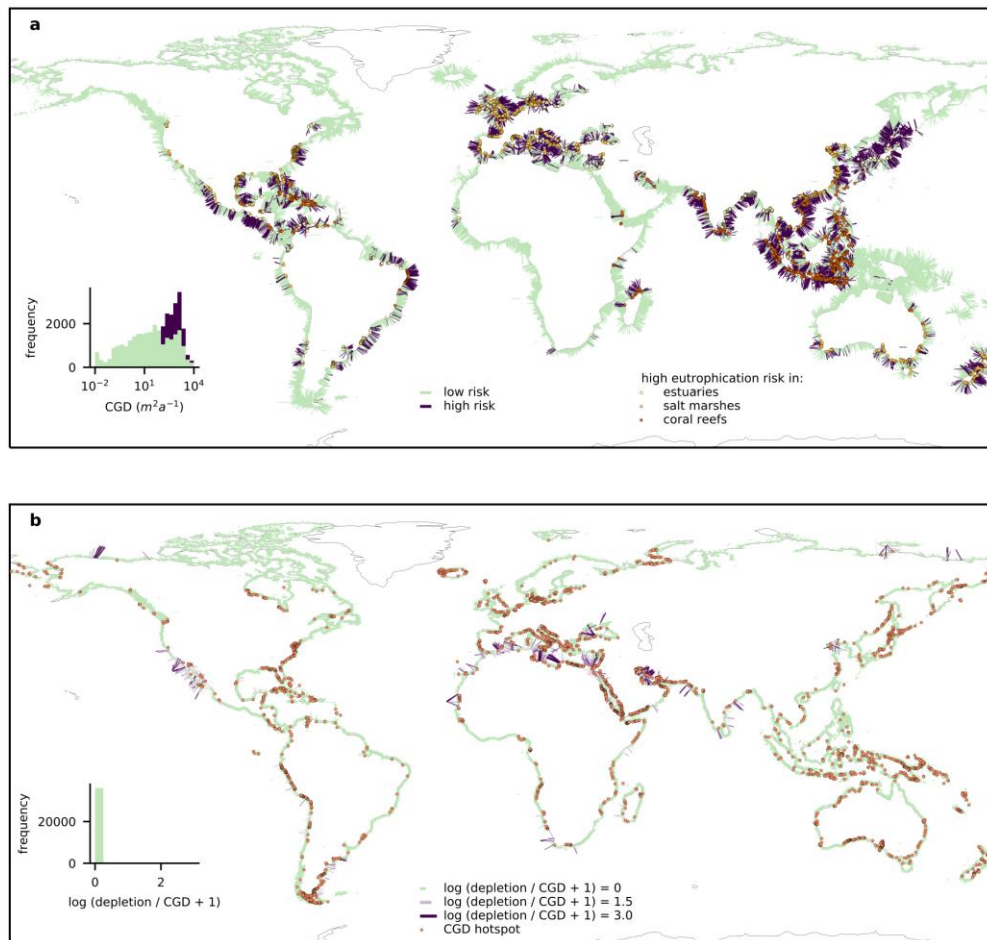 a
frequency
2000
0
10⁻²
10¹
10⁴
CGD (m²a⁻¹)
low risk
high risk
high eutrophication risk in:
estuaries
salt marshes
coral reefs
b
frequency
20000
0
0
2
log (depletion / CGD + 1)
log (depletion / CGD + 1) = 0
log (depletion / CGD + 1) = 1.5
log (depletion / CGD + 1) = 3.0
CGD hotspot